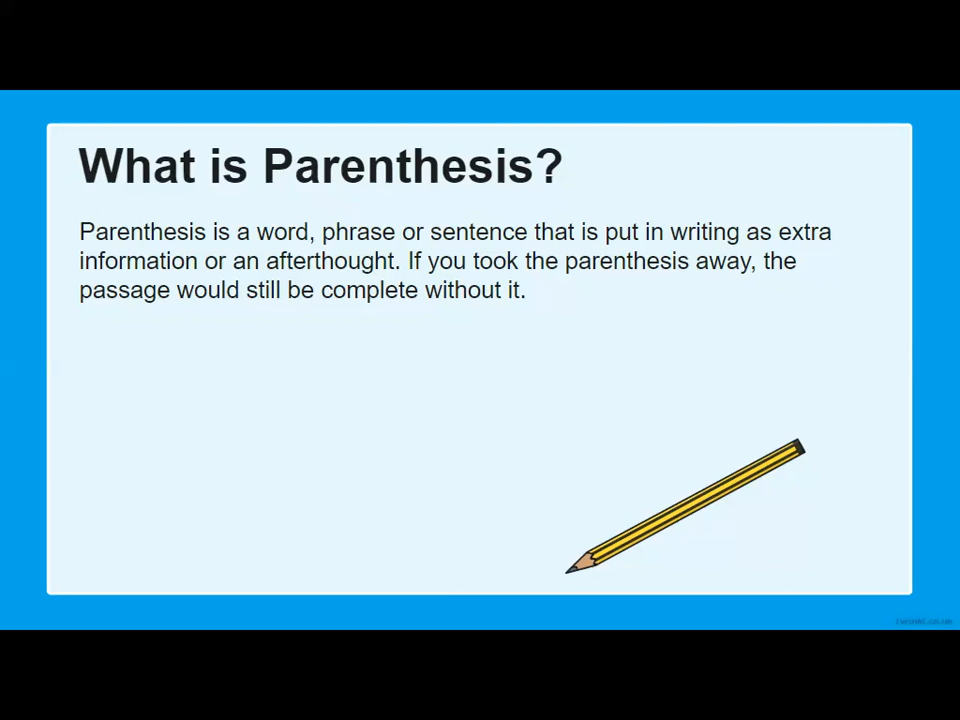 What is Parenthesis?
Parenthesis is a word, phrase or sentence that is put in writing as extra
information or an afterthought. If you took the parenthesis away, the
passage would still be complete without it.